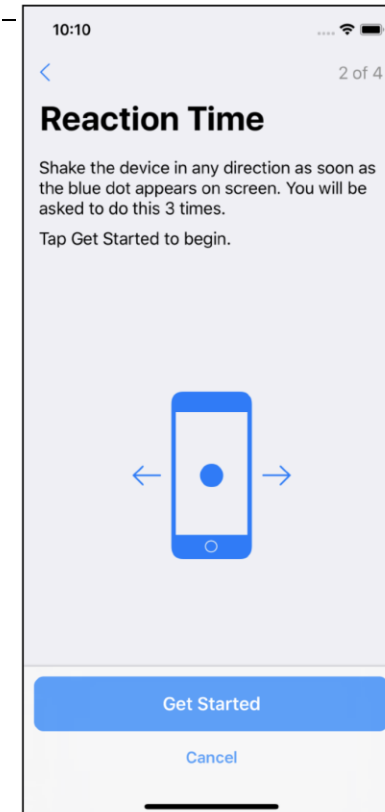 10:10
2 of 4
Reaction Time
Shake the device in any direction as soon as
the blue dot appears on screen. You will be
asked to do this 3 times.
Tap Get Started to begin.
Get Started
Cancel